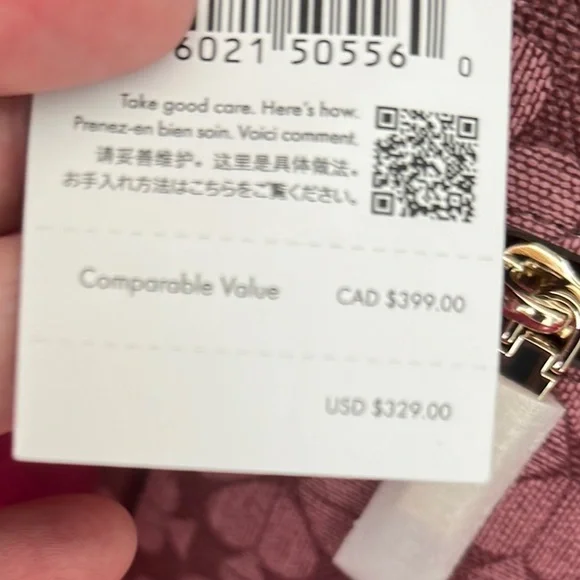 6021 50556 0
Take good care. Here's how.
Prenez-en bien soin. Voici comment.
请妥善维护。这里是具体做法。
お手入れ方法はこちらをご覧ください。
Comparable Value CAD $399.00
USD $329.00